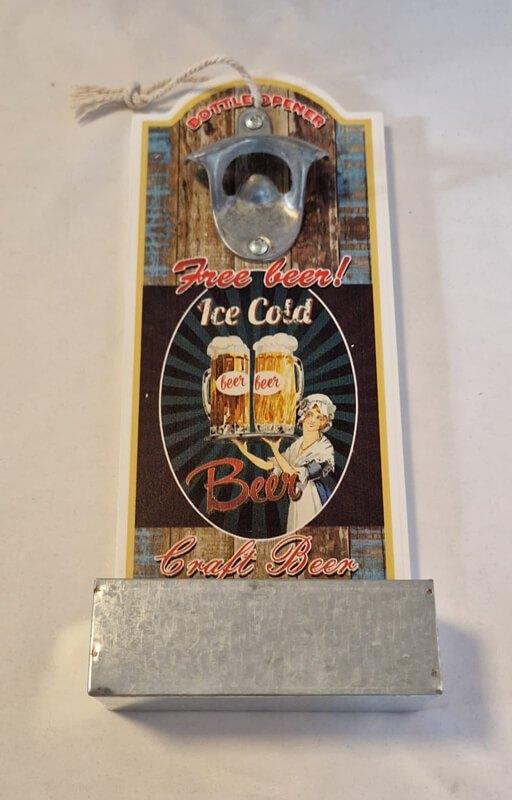 BOTTLE OPENER
Free beer!
Ice Cold
beer beer
Beer
Craft Beer